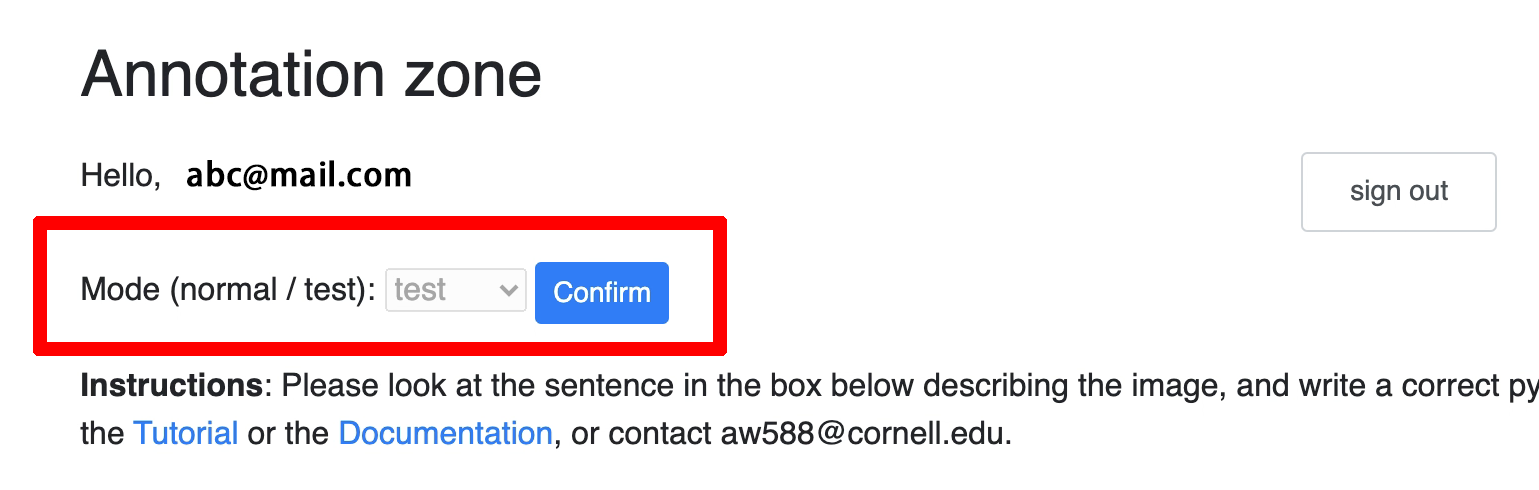 Annotation zone
Hello, abc@mail.com
sign out
Mode (normal / test): test Confirm
Instructions: Please look at the sentence in the box below describing the image, and write a correct py
the Tutorial or the Documentation, or contact aw588@cornell.edu.